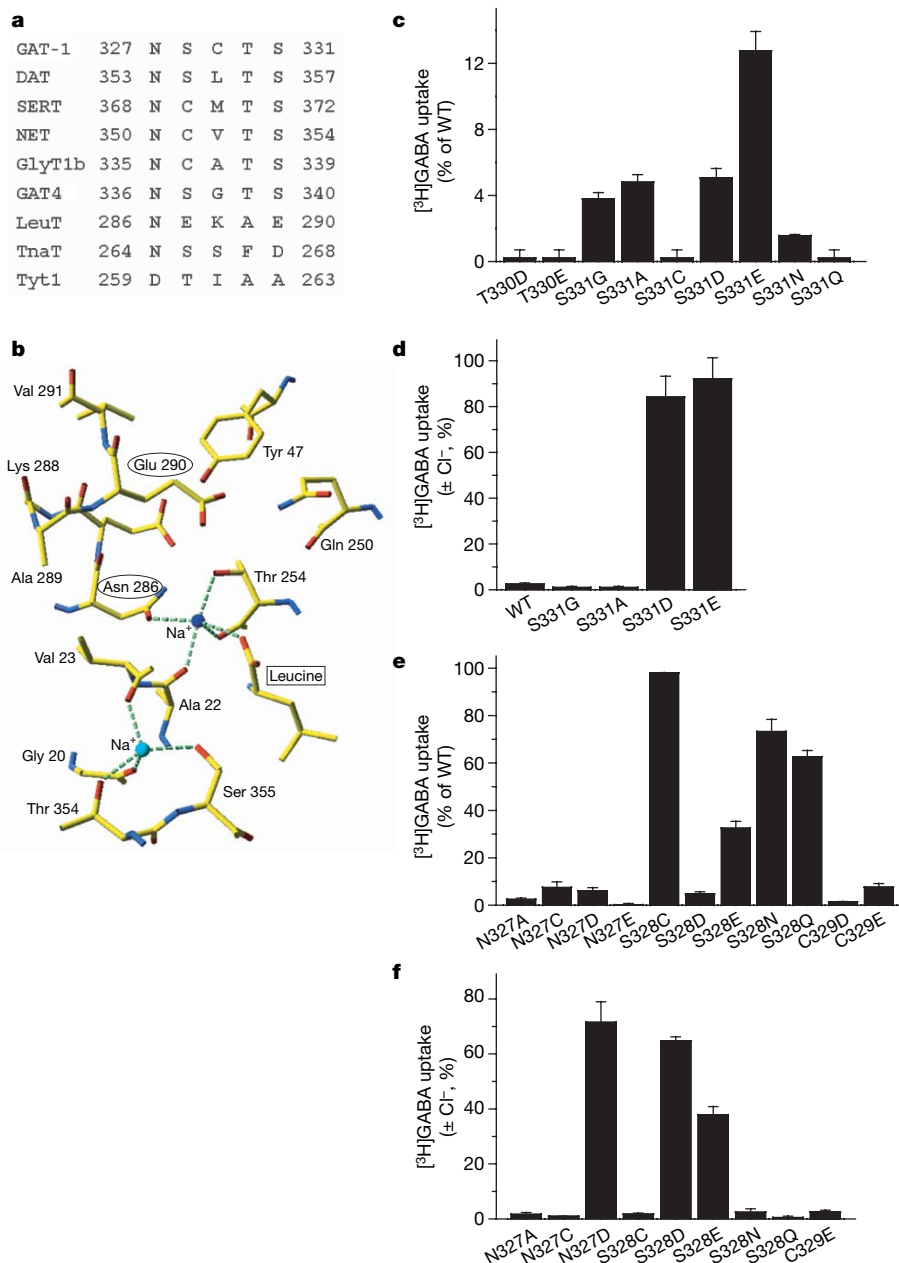 a
GAT-1 327 N S C T S 331
DAT 353 N S L T S 357
SERT 368 N C M T S 372
NET 350 N C V T S 354
GlyT1b 335 N C A T S 339
GAT4 336 N S G T S 340
LeuT 286 N E K A E 290
TnaT 264 N S S F D 268
Tyt1 259 D T I A A 263
b
Val 291
Tyr 47
Lys 288
Glu 290
Gln 250
Ala 289
Asn 286
Thr 254
Na+
Val 23
Leucine
Ala 22
Na+
Gly 20
Ser 355
Thr 354
c
[³H]GABA uptake
(% of WT)
12
8
4
0
T330D T330E S331G S331A S331C S331D S331E S331N S331Q
d
[³H]GABA uptake
(± Cl⁻, %)
100
80
60
40
20
0
WT S331G S331A S331D S331E
e
[³H]GABA uptake
(% of WT)
100
80
60
40
20
0
N327A N327C N327D N327E S328C S328D S328E S328N S328Q C329D C329E
f
[³H]GABA uptake
(± Cl⁻, %)
80
60
40
20
0
N327A N327C N327D S328C S328D S328E S328N S328Q C329E